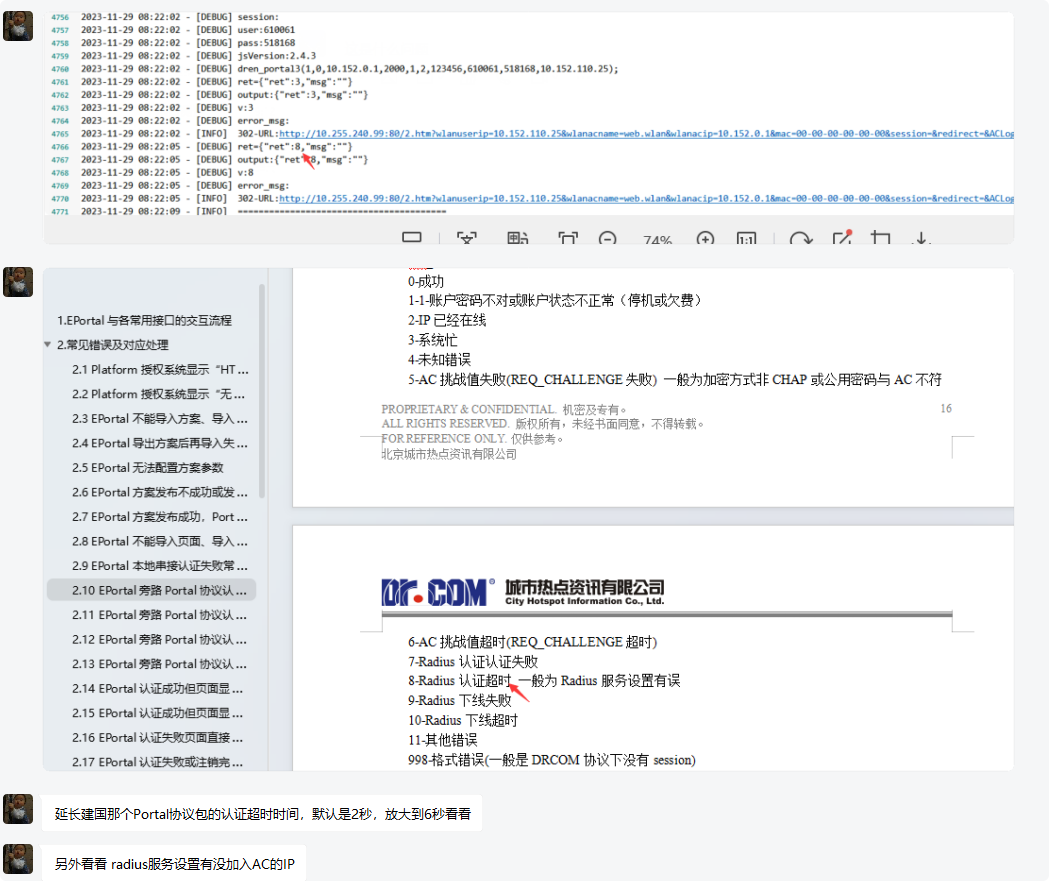 4756 2023-11-29 08:22:02 - [DEBUG] session:
4757 2023-11-29 08:22:02 - [DEBUG] user:610061
4758 2023-11-29 08:22:02 - [DEBUG] pass:518168
4759 2023-11-29 08:22:02 - [DEBUG] jsVersion:2.4.3
4760 2023-11-29 08:22:02 - [DEBUG] dren_portal3(1,0,10.152.0.1,2000,1,2,123456,610061,518168,10.152.110.25);
4761 2023-11-29 08:22:02 - [DEBUG] ret={"ret":3,"msg":""}
4762 2023-11-29 08:22:02 - [DEBUG] output:{"ret":3,"msg":""}
4763 2023-11-29 08:22:02 - [DEBUG] v:3
4764 2023-11-29 08:22:02 - [DEBUG] error_msg:
4765 2023-11-29 08:22:02 - [INFO] 302-URL:http://10.255.240.99:80/2.htm?wlanuserip=10.152.110.25&wlanacname=web.wlan&wlanacip=10.152.0.1&mac=00-00-00-00-00-00&session=&redirect=&ACLog
4766 2023-11-29 08:22:05 - [DEBUG] ret={"ret":8,"msg":""}
4767 2023-11-29 08:22:05 - [DEBUG] output:{"ret":8,"msg":""}
4768 2023-11-29 08:22:05 - [DEBUG] v:8
4769 2023-11-29 08:22:05 - [DEBUG] error_msg:
4770 2023-11-29 08:22:05 - [INFO] 302-URL:http://10.255.240.99:80/2.htm?wlanuserip=10.152.110.25&wlanacname=web.wlan&wlanacip=10.152.0.1&mac=00-00-00-00-00-00&session=&redirect=&ACLog
4771 2023-11-29 08:22:09 - [INFO] =======================================
74%
1:1
1.EPortal 与各常用接口的交互流程
2.常见错误及对应处理
2.1 Platform 授权系统显示“HT ...
2.2 Platform 授权系统显示“无 ...
2.3 EPortal 不能导入方案、导入 ...
2.4 EPortal 导出方案后再导入失 ...
2.5 EPortal 无法配置方案参数
2.6 EPortal 方案发布不成功或发 ...
2.7 EPortal 方案发布成功，Port ...
2.8 EPortal 不能导入页面、导入 ...
2.9 EPortal 本地串接认证失败常 ...
2.10 EPortal 旁路 Portal 协议认 ...
2.11 EPortal 旁路 Portal 协议认 ...
2.12 EPortal 旁路 Portal 协议认 ...
2.13 EPortal 旁路 Portal 协议认 ...
2.14 EPortal 认证成功但页面显 ...
2.15 EPortal 认证成功但页面显 ...
2.16 EPortal 认证失败页面直接 ...
2.17 EPortal 认证失败或注销完 ...
0-成功
1-1-账户密码不对或账户状态不正常（停机或欠费）
2-IP 已经在线
3-系统忙
4-未知错误
5-AC 挑战值失败(REQ_CHALLENGE 失败) 一般为加密方式非 CHAP 或公用密码与 AC 不符
PROPRIETARY & CONFIDENTIAL. 机密及专有。
16
ALL RIGHTS RESERVED. 版权所有，未经书面同意，不得转载。
FOR REFERENCE ONLY. 仅供参考。
北京城市热点资讯有限公司
Dr.COM® 城市热点资讯有限公司
City Hotspot Information Co., Ltd.
6-AC 挑战值超时(REQ_CHALLENGE 超时)
7-Radius 认证认证失败
8-Radius 认证超时 一般为 Radius 服务设置有误
9-Radius 下线失败
10-Radius 下线超时
11-其他错误
998-格式错误(一般是 DRCOM 协议下没有 session)
延长建国那个Portal协议包的认证超时时间，默认是2秒，放大到6秒看看
另外看看 radius服务设置有没加入AC的IP